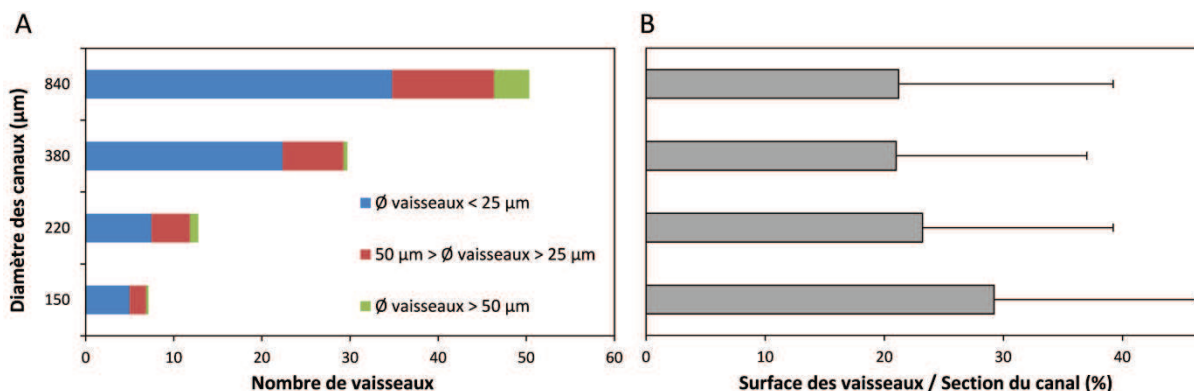 A
B
Diamètre des canaux (µm)
840
380
220
150
Ø vaisseaux < 25 µm
50 µm > Ø vaisseaux > 25 µm
Ø vaisseaux > 50 µm
0 10 20 30 40 50 60
Nombre de vaisseaux
0 10 20 30 40
Surface des vaisseaux / Section du canal (%)